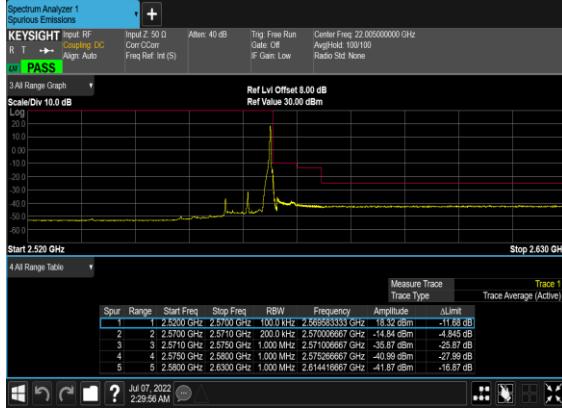 Spectrum Analyzer 1
Spurious Emissions
+
KEYSIGHT Input: RF Input Z: 50 Ω Atten: 40 dB Trig: Free Run Center Freq: 22.005000000 GHz
R T Coupling: DC Corr CCorr Gate: Off Avg|Hold: 100/100
Align: Auto Freq Ref: Int (S) IF Gain: Low Radio Std: None
PASS
3 All Range Graph
Ref Lvl Offset 8.00 dB
Scale/Div 10.0 dB Ref Value 30.00 dBm
Log
20.0
10.0
0.00
-10.0
-20.0
-30.0
-40.0
-50.0
-60.0
Start 2.520 GHz Stop 2.630 GH
4 All Range Table
Measure Trace Trace 1
Trace Type Trace Average (Active)
Spur Range Start Freq Stop Freq RBW Frequency Amplitude ΔLimit
1 1 2.5200 GHz 2.5700 GHz 100.0 kHz 2.569583333 GHz 18.32 dBm -11.68 dB
2 2 2.5700 GHz 2.5710 GHz 200.0 kHz 2.570006667 GHz -14.84 dBm -4.845 dB
3 3 2.5710 GHz 2.5750 GHz 1.000 MHz 2.571006667 GHz -35.87 dBm -25.87 dB
4 4 2.5750 GHz 2.5800 GHz 1.000 MHz 2.575266667 GHz -40.99 dBm -27.99 dB
5 5 2.5800 GHz 2.6300 GHz 1.000 MHz 2.614416667 GHz -41.87 dBm -16.87 dB
? Jul 07, 2022
2:29:56 AM